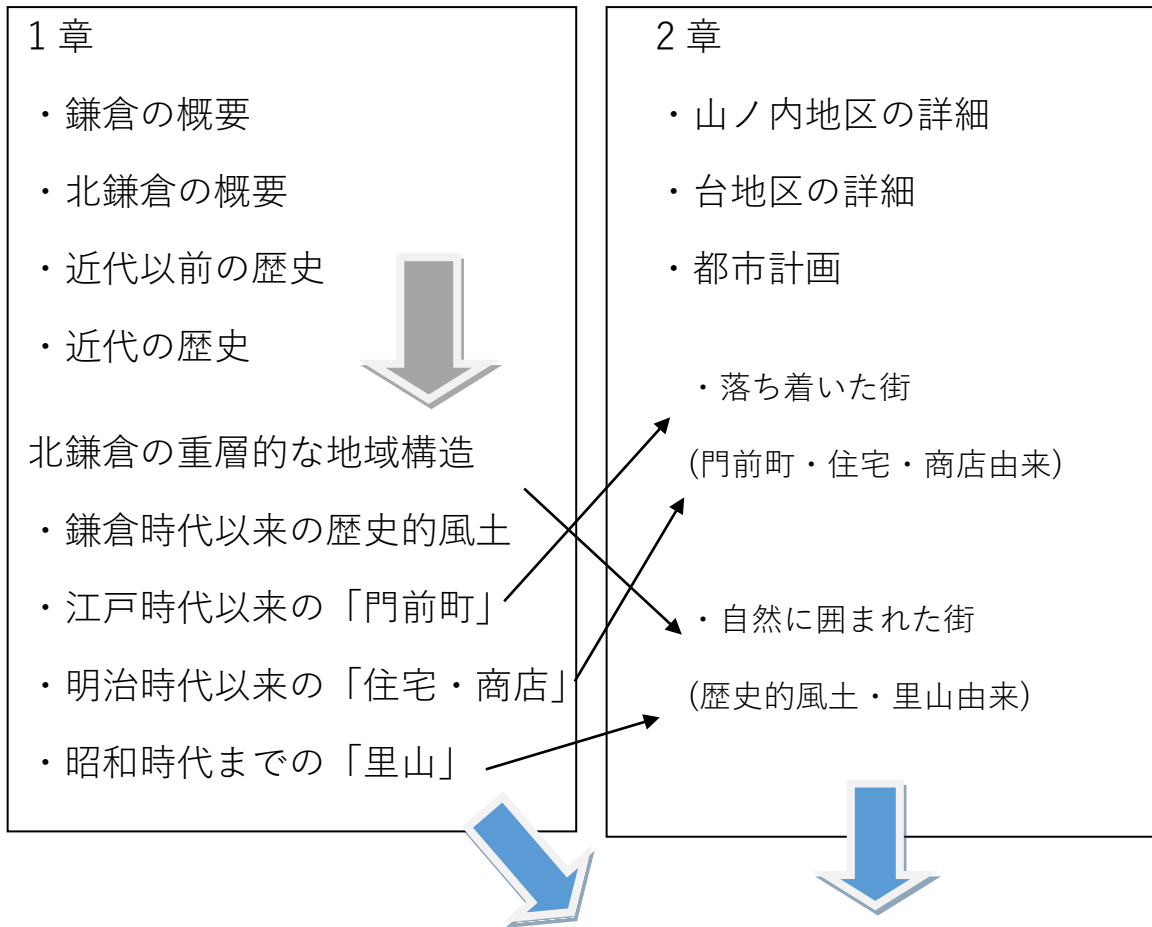 1 章
・鎌倉の概要
・北鎌倉の概要
・近代以前の歴史
・近代の歴史
北鎌倉の重層的な地域構造
・鎌倉時代以来の歴史的風土
・江戸時代以来の「門前町」
・明治時代以来の「住宅・商店」
・昭和時代までの「里山」
2 章
・山ノ内地区の詳細
・台地区の詳細
・都市計画
・落ち着いた街
(門前町・住宅・商店由来)
・自然に囲まれた街
(歴史的風土・里山由来)